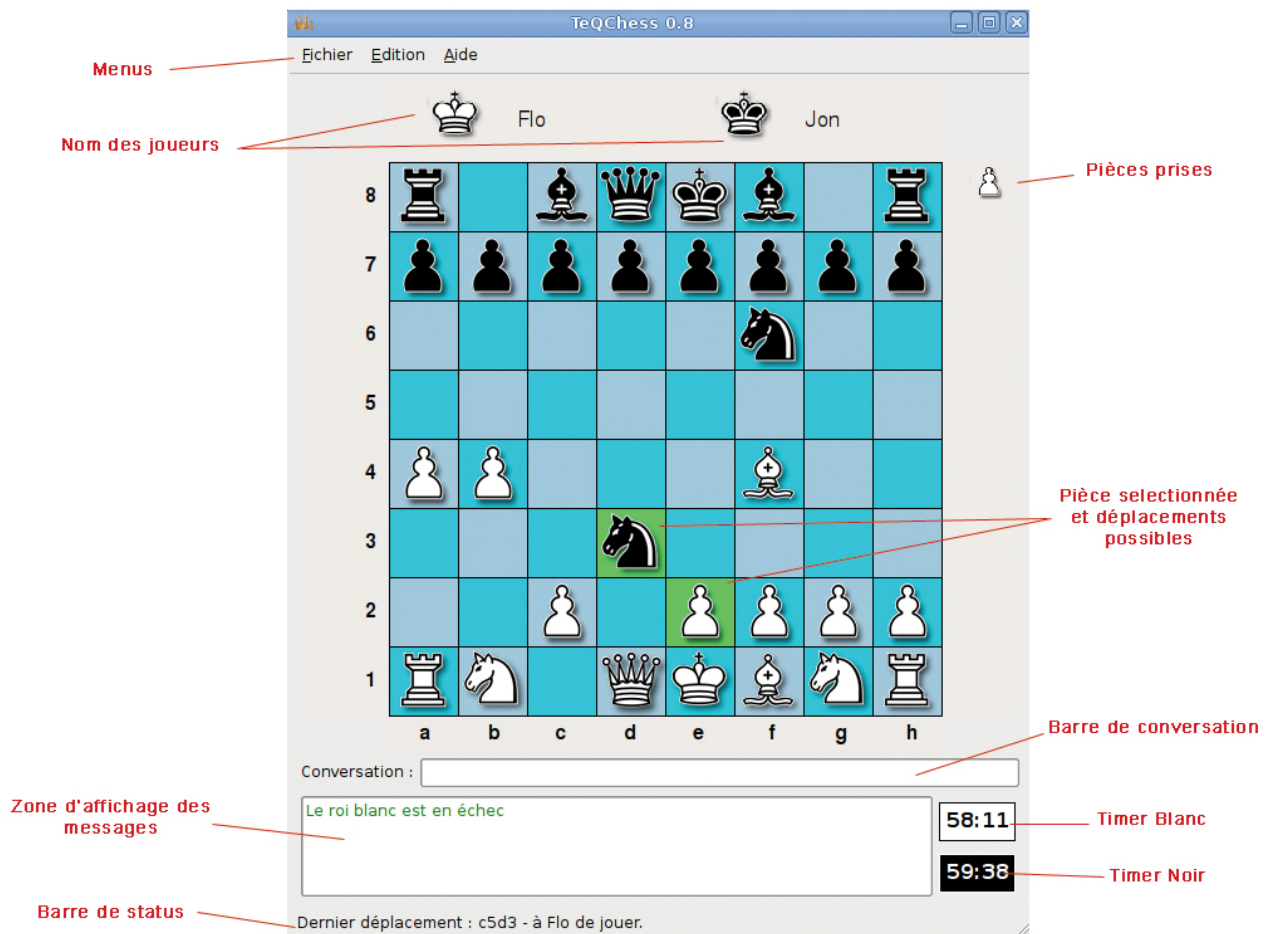 TeQChess 0.8
Fichier Edition Aide
Menus
Flo
Jon
Nom des joueurs
Pièces prises
8
7
6
5
4
3
2
1
Pièce selectionnée
et déplacements
possibles
a b c d e f g h
Barre de conversation
Conversation :
Zone d'affichage des
messages
Le roi blanc est en échec
58:11
Timer Blanc
59:38
Timer Noir
Barre de status
Dernier déplacement : c5d3 - à Flo de jouer.